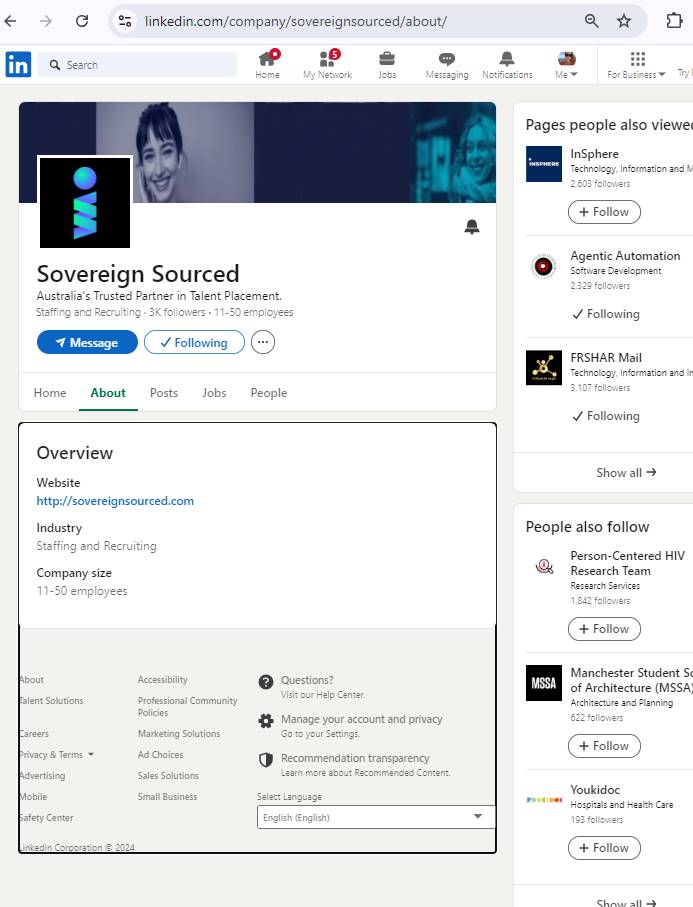 linkedin.com/company/sovereignsourced/about/
in
Search
Home
My Network
5
Jobs
Messaging
Notifications
Me
For Business
Try
Sovereign Sourced
Australia's Trusted Partner in Talent Placement.
Staffing and Recruiting · 3K followers · 11-50 employees
Message
Following
Home
About
Posts
Jobs
People
Overview
Website
http://sovereignsourced.com
Industry
Staffing and Recruiting
Company size
11-50 employees
About
Accessibility
Talent Solutions
Professional Community
Policies
Careers
Marketing Solutions
Privacy & Terms
Ad Choices
Advertising
Sales Solutions
Mobile
Small Business
Safety Center
Questions?
Visit our Help Center.
Manage your account and privacy
Go to your Settings.
Recommendation transparency
Learn more about Recommended Content.
Select Language
English (English)
LinkedIn Corporation © 2024
Pages people also viewed
INSPHERE
InSphere
Technology, Information and M
2,603 followers
+ Follow
Agentic Automation
Software Development
2,329 followers
Following
FRSHAR Mail
Technology, Information and In
3,107 followers
Following
Show all →
People also follow
Person-Centered HIV
Research Team
Research Services
1,842 followers
+ Follow
MSSA
Manchester Student So
of Architecture (MSSA)
Architecture and Planning
622 followers
+ Follow
Youkidoc
Hospitals and Health Care
193 followers
+ Follow
Show all →